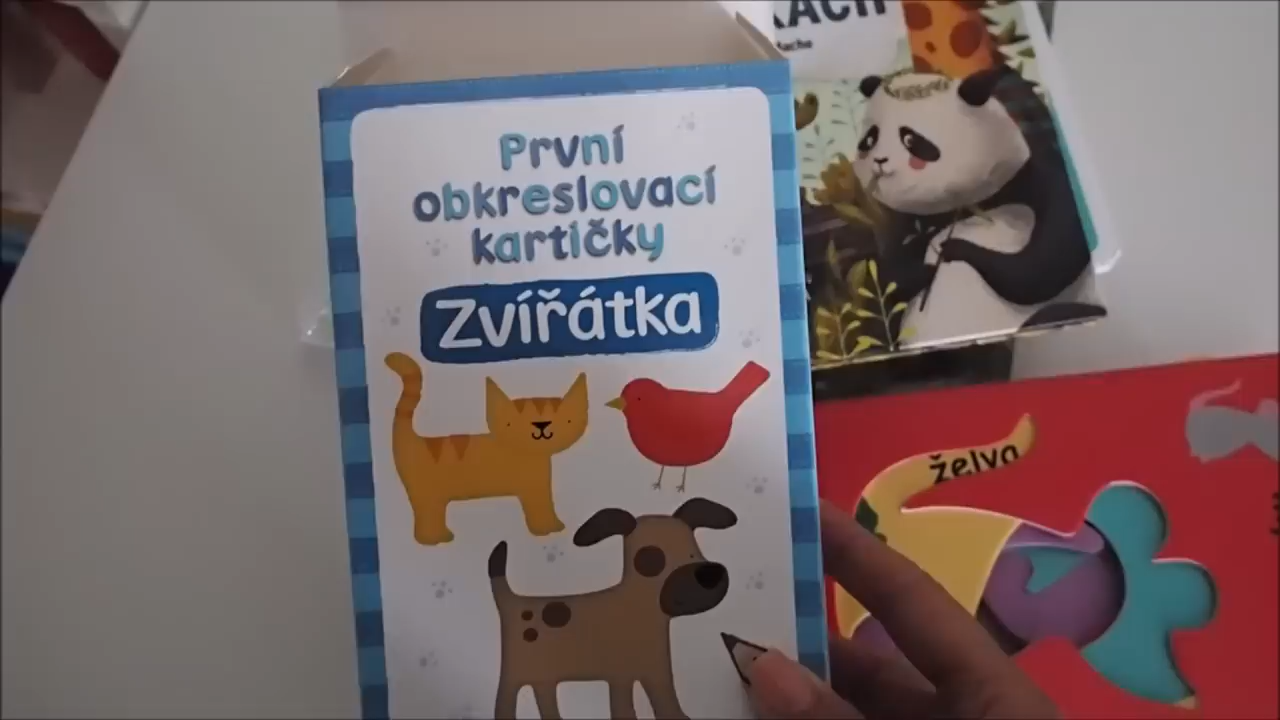 První
obkreslovací
kartičky
Zvířátka
želva